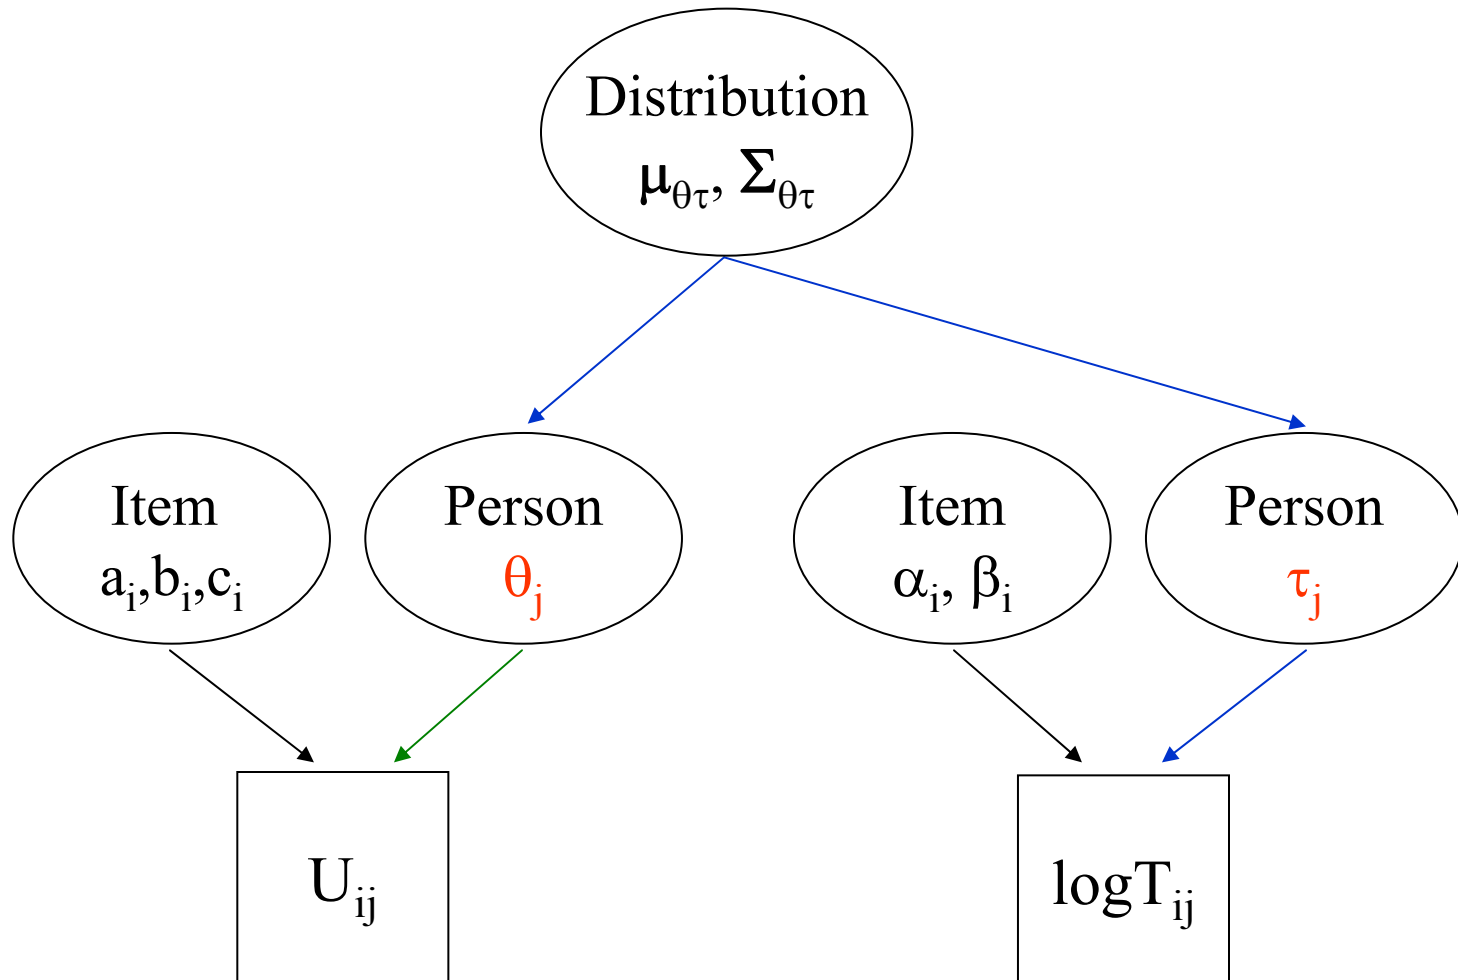 Distribution
μθτ, Σθτ
Item
ai,bi,ci
Person
θj
Item
αi, βi
Person
τj
Uij
logTij